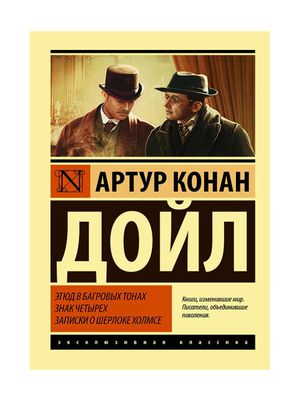 N
АРТУР КОНАН
ДОЙЛ
ЭТЮД В БАГРОВЫХ ТОНАХ
ЗНАК ЧЕТЫРЕХ
ЗАПИСКИ О ШЕРЛОКЕ ХОЛМСЕ
Книги, изменившие мир.
Писатели, объединившие
поколения.
ЭКСКЛЮЗИВНАЯ КЛАССИКА